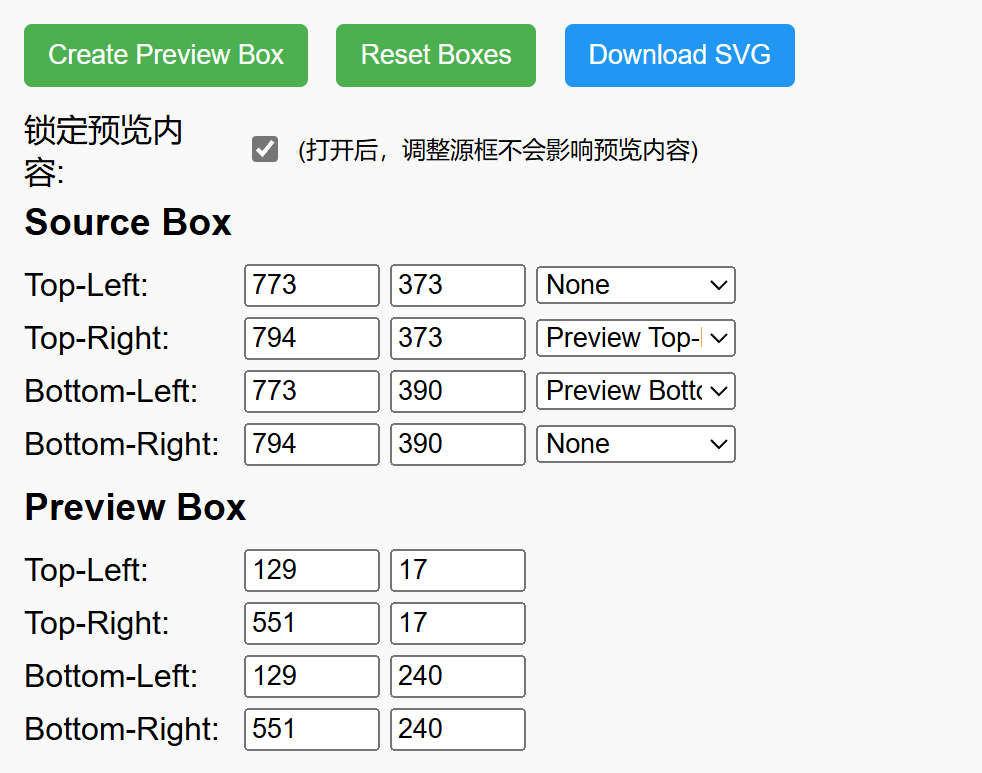 Create Preview Box Reset Boxes Download SVG
锁定预览内
容: (打开后，调整源框不会影响预览内容)
Source Box
Top-Left: 773 373 None
Top-Right: 794 373 Preview Top-
Bottom-Left: 773 390 Preview Botto
Bottom-Right: 794 390 None
Preview Box
Top-Left: 129 17
Top-Right: 551 17
Bottom-Left: 129 240
Bottom-Right: 551 240